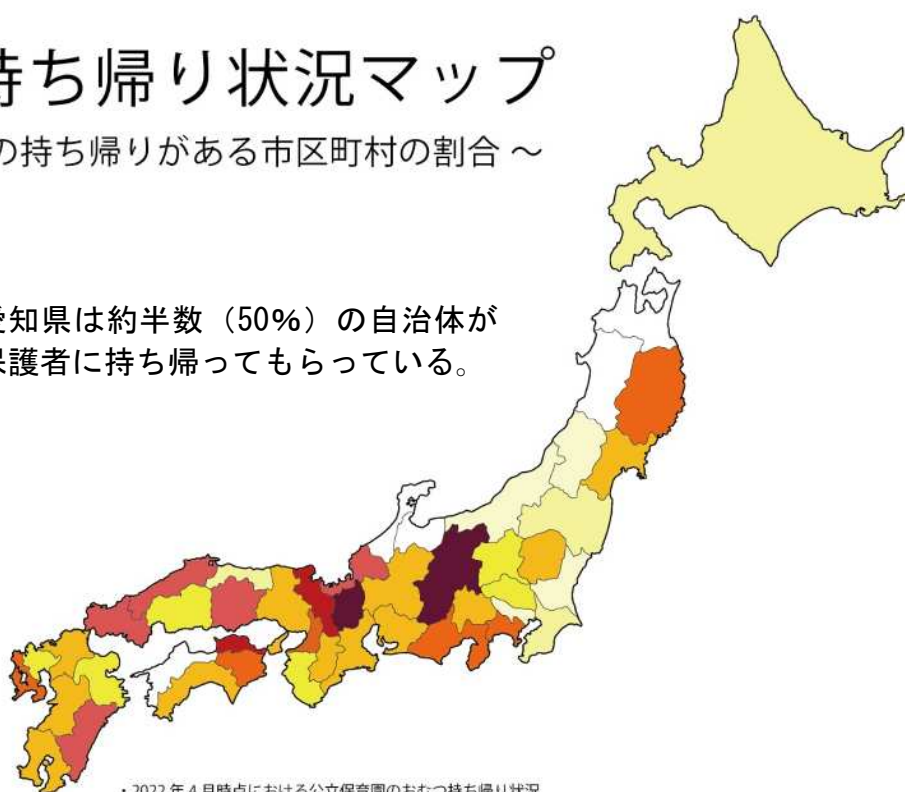 持ち帰り状況マップ
の持ち帰りがある市区町村の割合 ～
愛知県は約半数（50%）の自治体が
保護者に持ち帰ってもらっている。
・2022年4月時点における公立保育園のおむつ持ち帰り状況